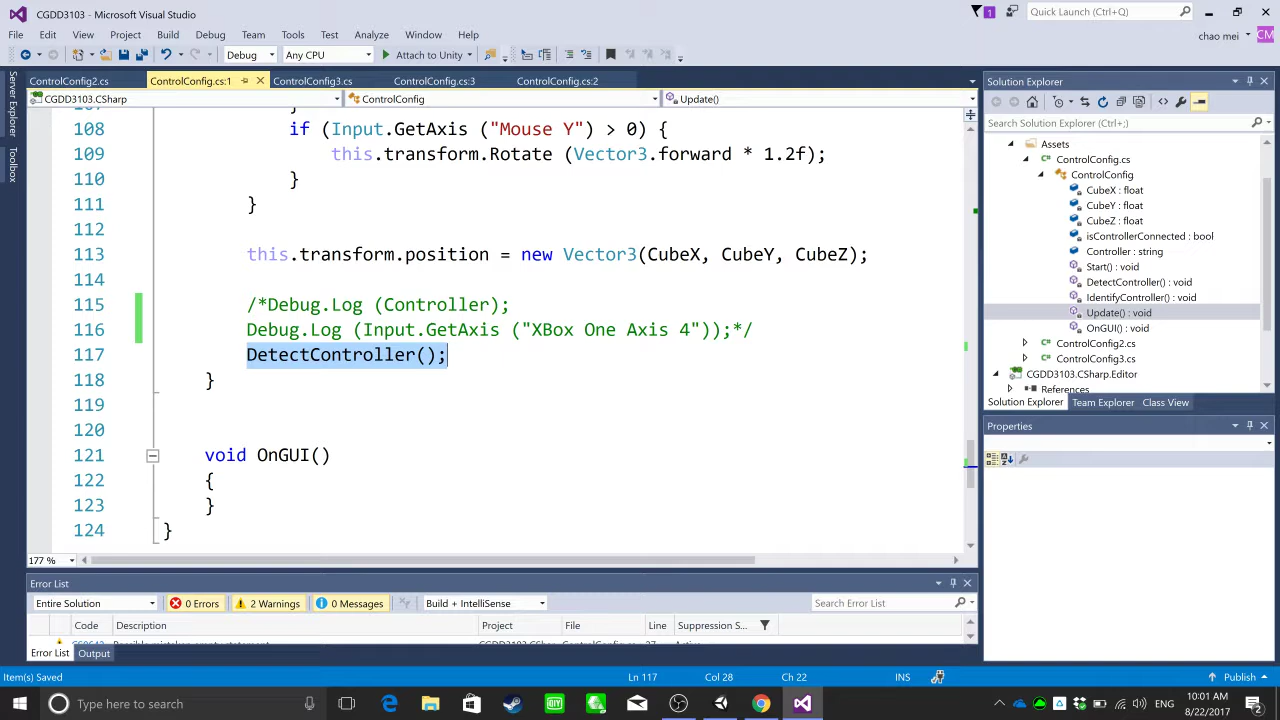 CGDD3103 - Microsoft Visual Studio
1
Quick Launch (Ctrl+Q)
File Edit View Project Build Debug Team Tools Test Analyze Window Help
chao mei
CM
Debug Any CPU Attach to Unity
Server Explorer
Toolbox
ControlConfig2.cs ControlConfig.cs:1 ControlConfig3.cs ControlConfig.cs:3 ControlConfig.cs:2
CGDD3103.CSharp ControlConfig Update()
107 }
108 if (Input.GetAxis ("Mouse Y") > 0) {
109 this.transform.Rotate (Vector3.forward * 1.2f);
110 }
111 }
112
113 this.transform.position = new Vector3(CubeX, CubeY, CubeZ);
114
115 /*Debug.Log (Controller);
116 Debug.Log (Input.GetAxis ("XBox One Axis 4"));*/
117 DetectController();
118 }
119
120
121 void OnGUI()
122 {
123 }
124 }
177 %
Solution Explorer
Search Solution Explorer (Ctrl+;)
Assets
ControlConfig.cs
ControlConfig
CubeX : float
CubeY : float
CubeZ : float
isControllerConnected : bool
Controller : string
Start() : void
DetectController() : void
IdentifyController() : void
Update() : void
OnGUI() : void
ControlConfig2.cs
ControlConfig3.cs
CGDD3103.CSharp.Editor
References
Solution Explorer Team Explorer Class View
Properties
Error List
Entire Solution 0 Errors 2 Warnings 0 Messages Build + IntelliSense Search Error List
Code Description Project File Line Suppression S...
Error List Output
Item(s) Saved Ln 117 Col 28 Ch 22 INS Publish
Type here to search
DIY
ENG
10:01 AM
8/22/2017
2